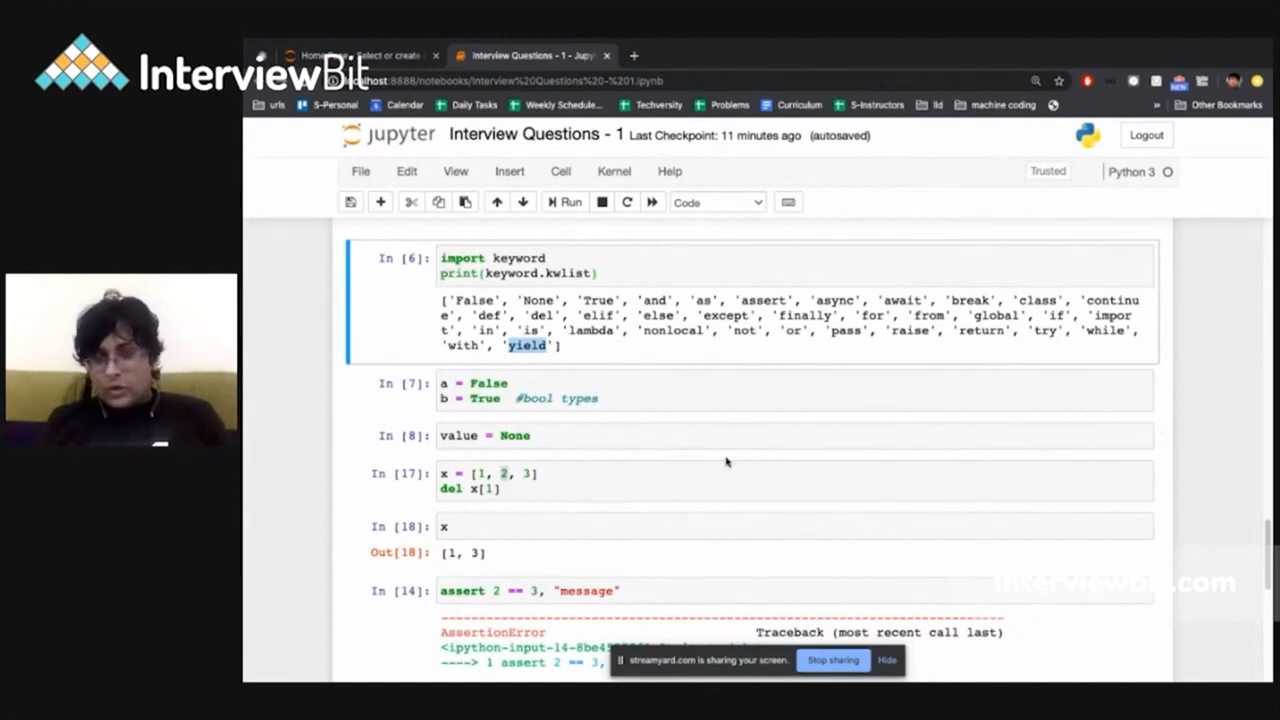 InterviewBit
Home Page - Select or create
Interview Questions - 1 - Jupy
localhost:8888/notebooks/Interview%20Questions%20-%201.ipynb
urls
S-Personal
Calendar
Daily Tasks
Weekly Schedule...
Techversity
Problems
Curriculum
S-Instructors
lld
machine coding
»
Other Bookmarks
NEW
jupyter Interview Questions - 1 Last Checkpoint: 11 minutes ago (autosaved)
Logout
File Edit View Insert Cell Kernel Help
Trusted
Python 3
Run
Code
In [6]: import keyword
print(keyword.kwlist)
['False', 'None', 'True', 'and', 'as', 'assert', 'async', 'await', 'break', 'class', 'continu
e', 'def', 'del', 'elif', 'else', 'except', 'finally', 'for', 'from', 'global', 'if', 'impor
t', 'in', 'is', 'lambda', 'nonlocal', 'not', 'or', 'pass', 'raise', 'return', 'try', 'while',
'with', 'yield']
In [7]: a = False
b = True #bool types
In [8]: value = None
In [17]: x = [1, 2, 3]
del x[1]
In [18]: x
Out[18]: [1, 3]
In [14]: assert 2 == 3, "message"
interviewbit.com
AssertionError Traceback (most recent call last)
<ipython-input-14-8be4
----> 1 assert 2 == 3,
streamyard.com is sharing your screen.
Stop sharing
Hide